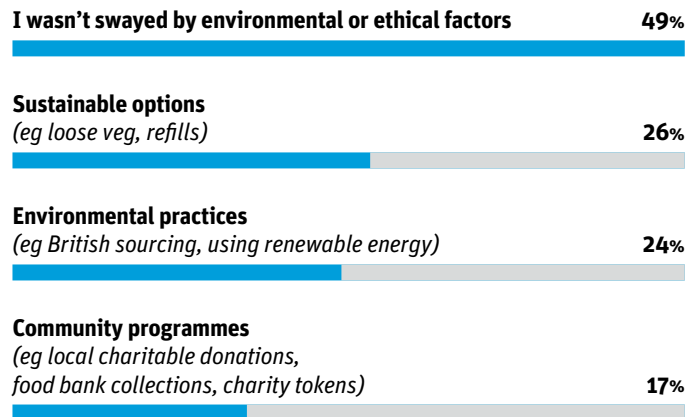 I wasn't swayed by environmental or ethical factors 49%
Sustainable options
(eg loose veg, refills) 26%
Environmental practices
(eg British sourcing, using renewable energy) 24%
Community programmes
(eg local charitable donations,
food bank collections, charity tokens) 17%